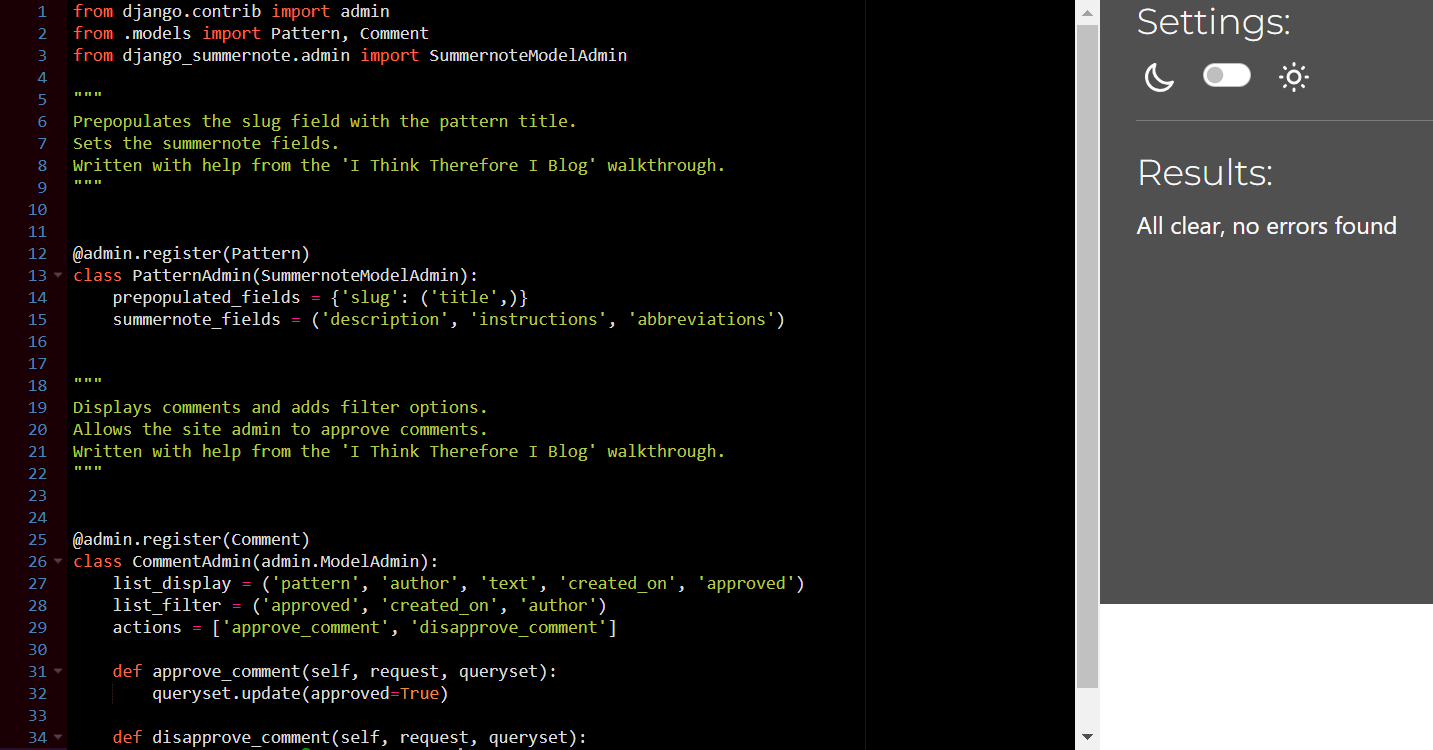 1 from django.contrib import admin
2 from .models import Pattern, Comment
3 from django_summernote.admin import SummernoteModelAdmin
4
5 """
6 Prepopulates the slug field with the pattern title.
7 Sets the summernote fields.
8 Written with help from the 'I Think Therefore I Blog' walkthrough.
9 """
10
11
12 @admin.register(Pattern)
13 class PatternAdmin(SummernoteModelAdmin):
14     prepopulated_fields = {'slug': ('title',)}
15     summernote_fields = ('description', 'instructions', 'abbreviations')
16
17
18 """
19 Displays comments and adds filter options.
20 Allows the site admin to approve comments.
21 Written with help from the 'I Think Therefore I Blog' walkthrough.
22 """
23
24
25 @admin.register(Comment)
26 class CommentAdmin(admin.ModelAdmin):
27     list_display = ('pattern', 'author', 'text', 'created_on', 'approved')
28     list_filter = ('approved', 'created_on', 'author')
29     actions = ['approve_comment', 'disapprove_comment']
30
31     def approve_comment(self, request, queryset):
32         queryset.update(approved=True)
33
34     def disapprove_comment(self, request, queryset):
Settings:
Results:
All clear, no errors found